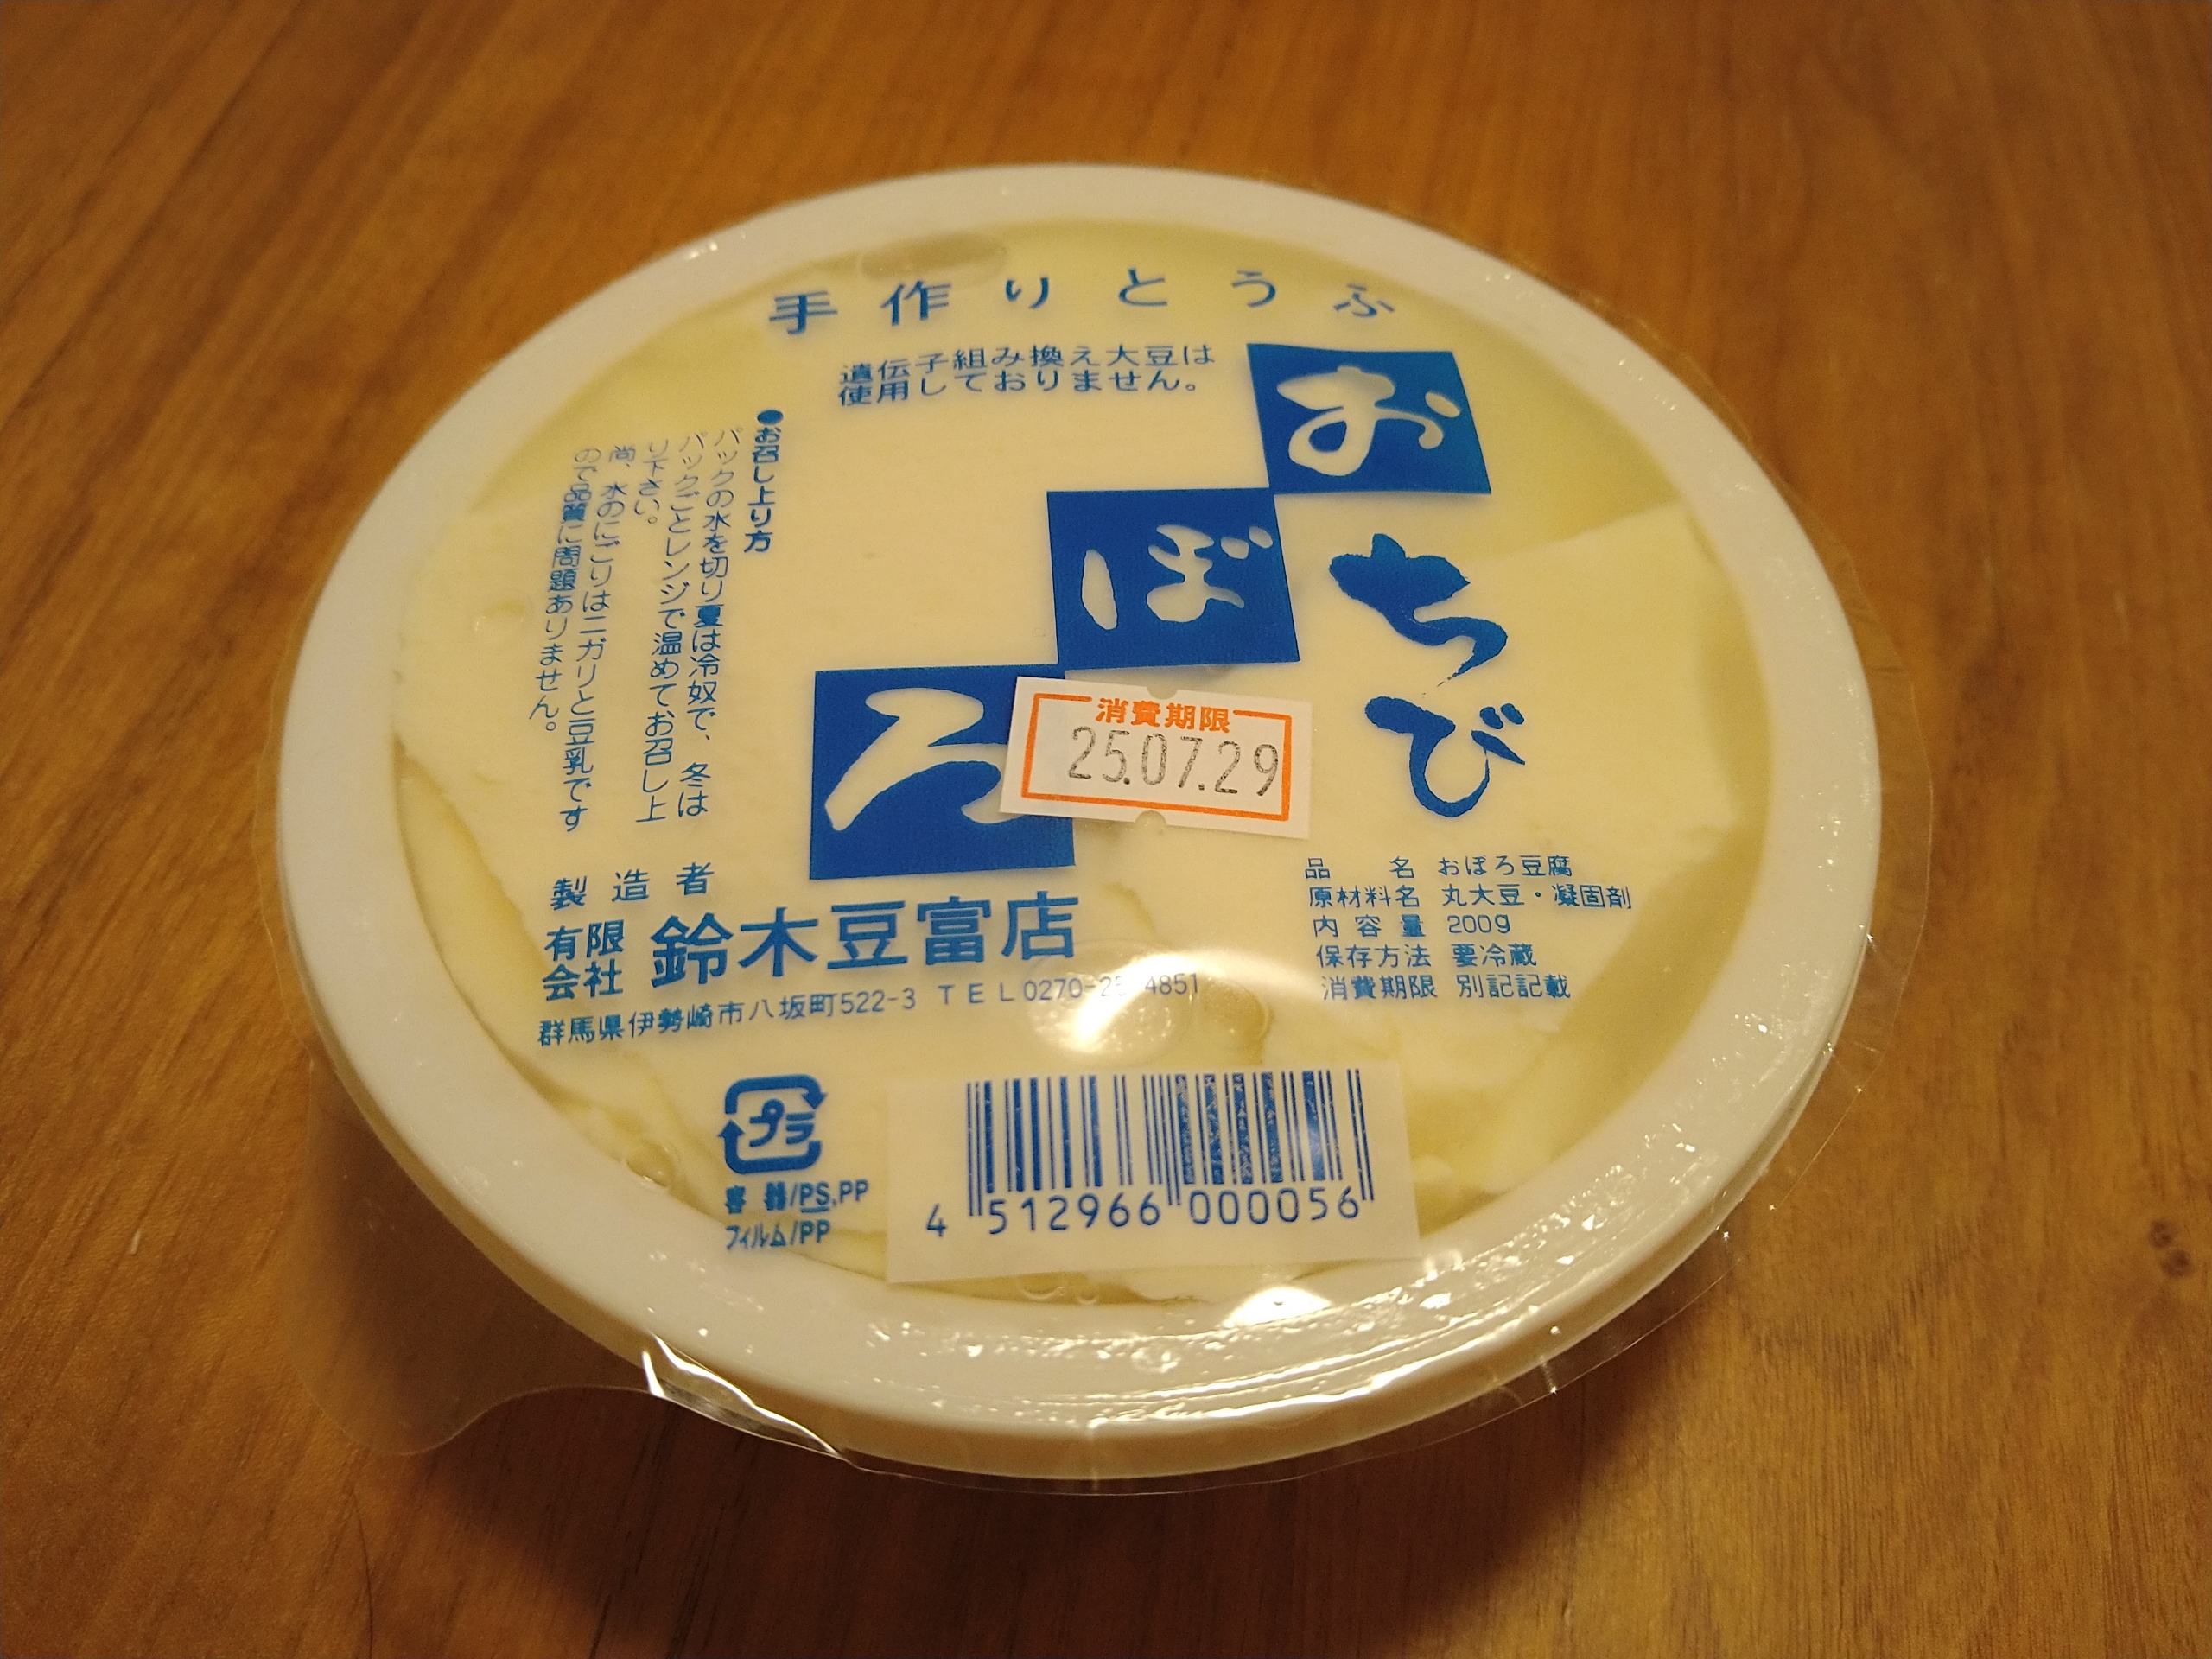 手作りとうふ
遺伝子組み換え大豆は
使用しておりません。
おぼろ
ちび
●お召し上り方
パックの水を切り夏は冷奴で、冬は
パックごとレンジで温めてお召し上
り下さい。
尚、水のにごりはニガリと豆乳です
ので品質に問題ありません。
消費期限
25.07.29
製造者
有限会社 鈴木豆富店
群馬県伊勢崎市八坂町522-3 TEL0270-25-4851
品名 おぼろ豆腐
原材料名 丸大豆・凝固剤
内容量 200g
保存方法 要冷蔵
消費期限 別記記載
プラ
容器/PS,PP
フィルム/PP
4 512966 000056